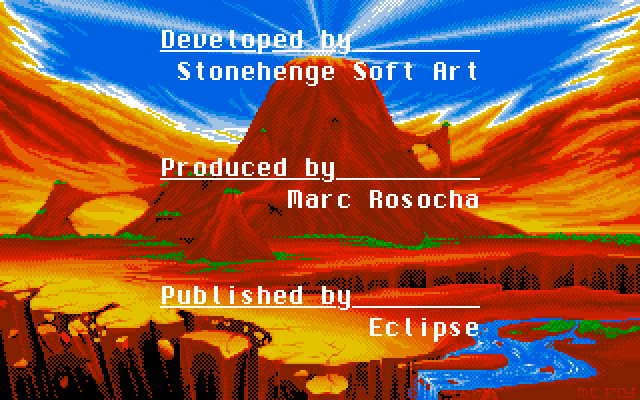 Developed by
Stonehenge Soft Art
Produced by
Marc Rosocha
Published by
Eclipse